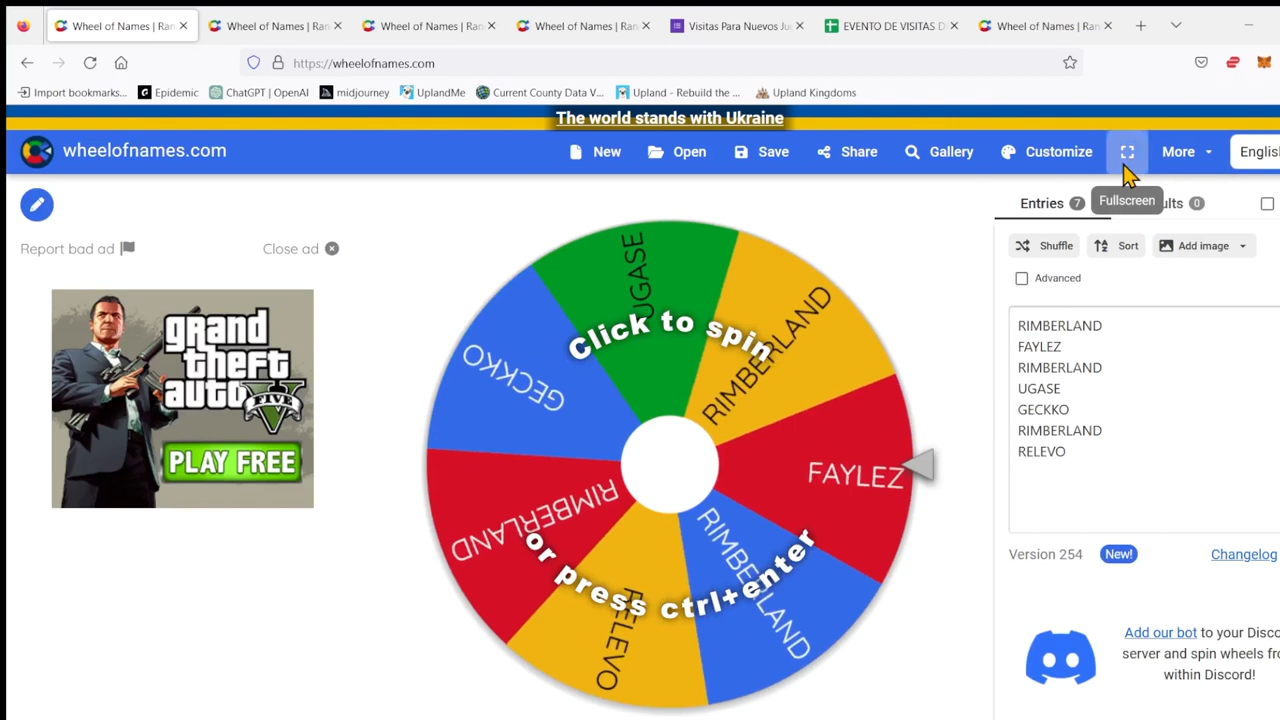 Wheel of Names | Ran
Wheel of Names | Ran
Wheel of Names | Ran
Wheel of Names | Ran
Visitas Para Nuevos Ju
EVENTO DE VISITAS D
Wheel of Names | Ran
https://wheelofnames.com
Import bookmarks...
Epidemic
ChatGPT | OpenAI
midjourney
UplandMe
Current County Data V...
Upland - Rebuild the ...
Upland Kingdoms
The world stands with Ukraine
wheelofnames.com
New
Open
Save
Share
Gallery
Customize
More
English
Fullscreen
Entries 7
ults 0
Report bad ad
Close ad
Shuffle
Sort
Add image
Advanced
grand
theft
auto
V
FIVE
PLAY FREE
UGASE
RIMBERLAND
FAYLEZ
RIMBERLAND
RELEVO
RIMBERLAND
GECKKO
Click to spin
or press ctrl+enter
RIMBERLAND
FAYLEZ
RIMBERLAND
UGASE
GECKKO
RIMBERLAND
RELEVO
Version 254
New!
Changelog
Add our bot to your Disco
server and spin wheels fro
within Discord!